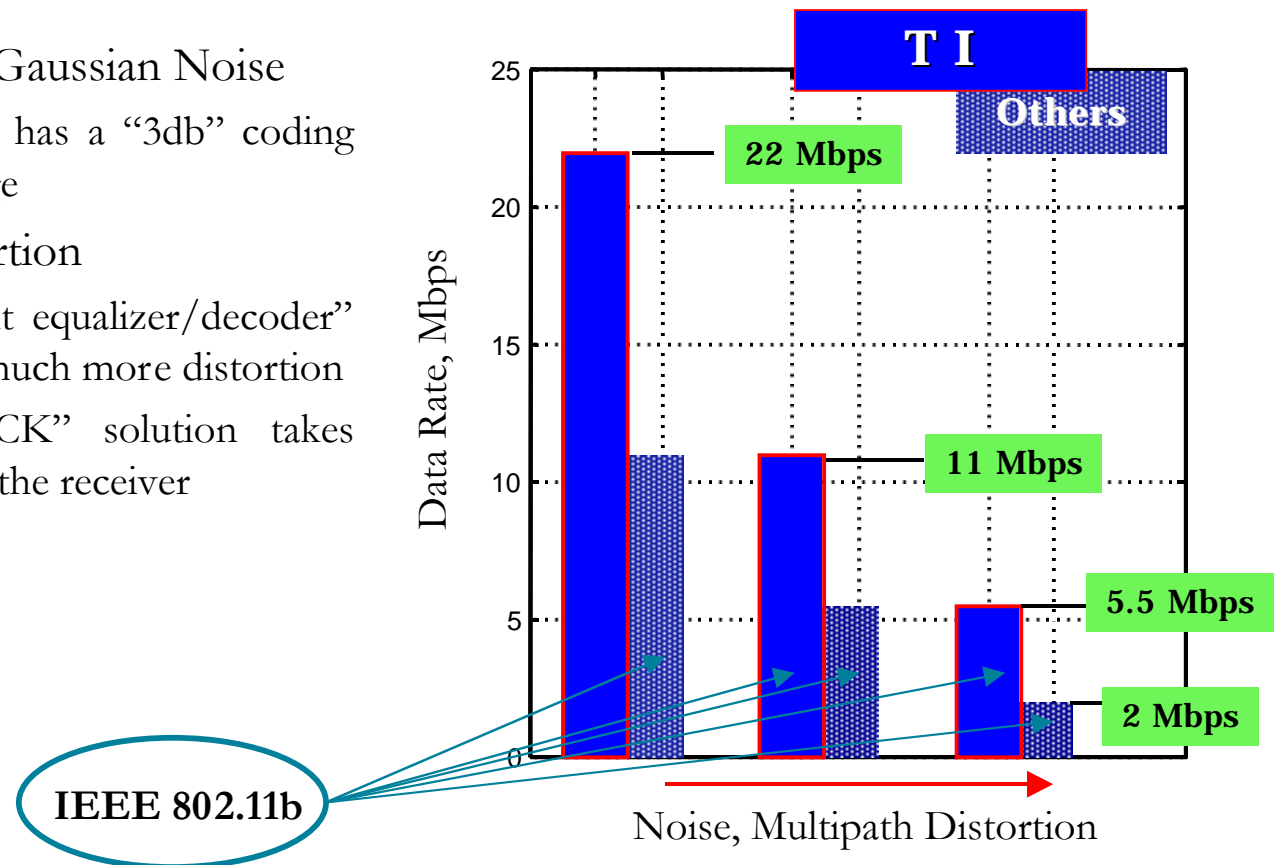 Gaussian Noise
has a “3db” coding
re
rtion
t equalizer/decoder”
nuch more distortion
CK” solution takes
the receiver
T I
Others
22 Mbps
11 Mbps
5.5 Mbps
2 Mbps
25
20
15
10
5
0
Data Rate, Mbps
Noise, Multipath Distortion
IEEE 802.11b